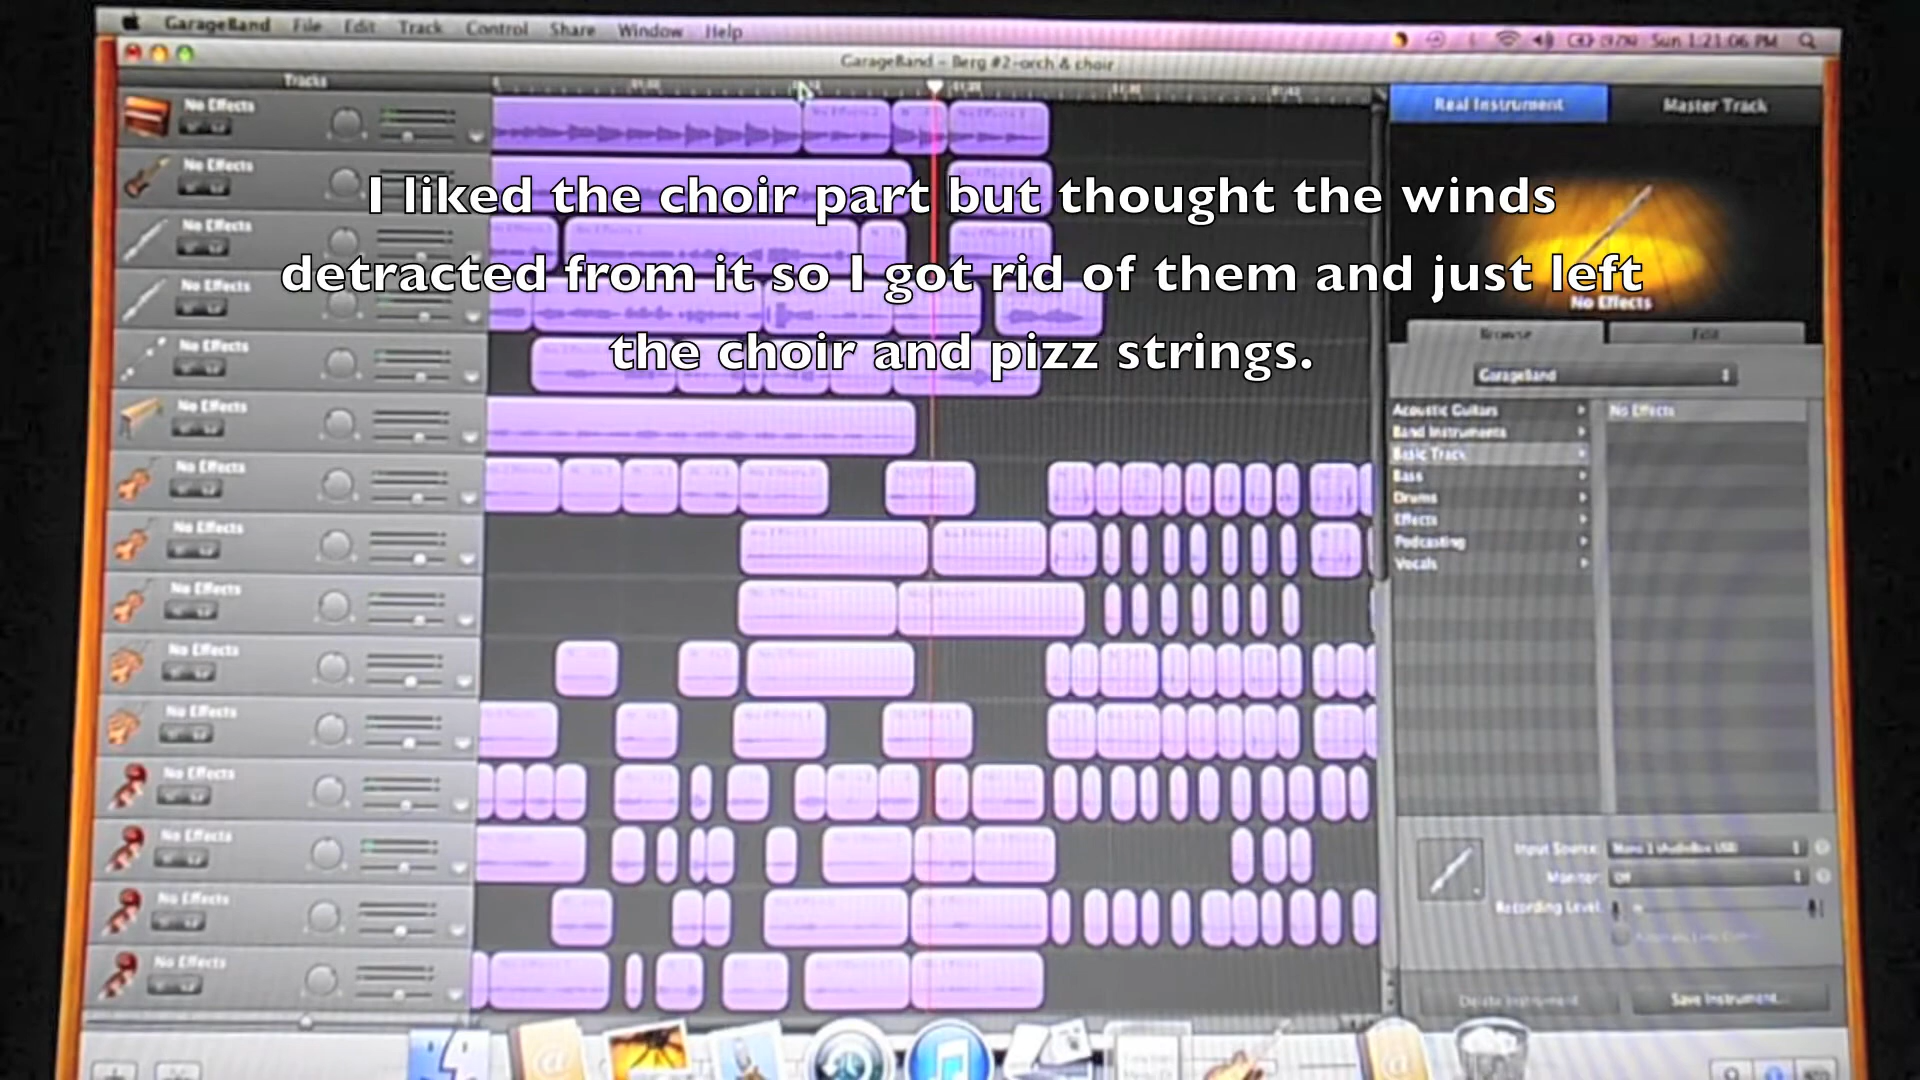 GarageBand File Edit Track Control Share Window Help
Sun 1:21:06 PM
GarageBand – Berg #2-orch & choir
Tracks
Real Instrument
Master Track
No Effects
No Effects
I liked the choir part but thought the winds
No Effects
detracted from it so I got rid of them and just left
No Effects
No Effects
the choir and pizz strings.
No Effects
Browse
Edit
GarageBand
No Effects
Acoustic Guitars
No Effects
Band Instruments
Basic Track
Bass
Drums
Effects
Podcasting
Vocals
No Effects
No Effects
No Effects
No Effects
No Effects
No Effects
No Effects
No Effects
No Effects
Input Source:
Monitor: Off
Recording Level:
Delete Instrument
Save Instrument...